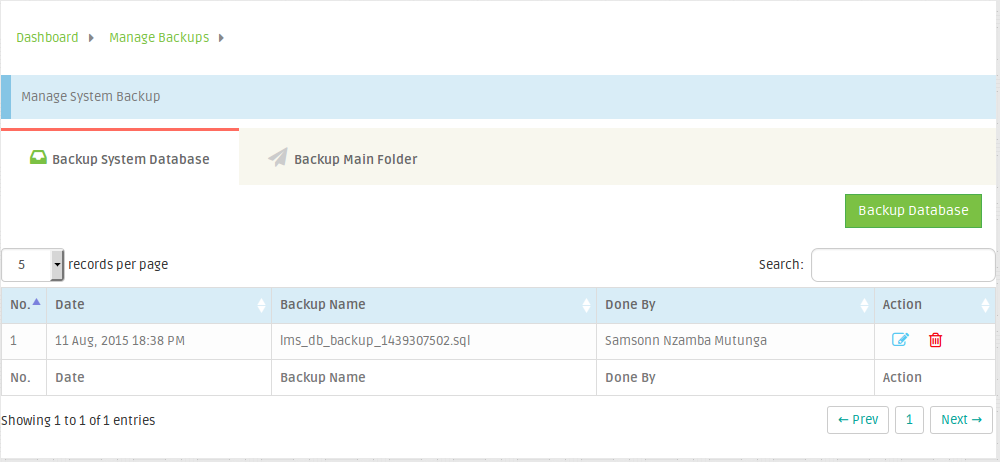 Dashboard Manage Backups
Manage System Backup
Backup System Database Backup Main Folder
Backup Database
5 records per page Search:
No. Date Backup Name Done By Action
1 11 Aug, 2015 18:38 PM lms_db_backup_1439307502.sql Samsonn Nzamba Mutunga
No. Date Backup Name Done By Action
Showing 1 to 1 of 1 entries ← Prev 1 Next →